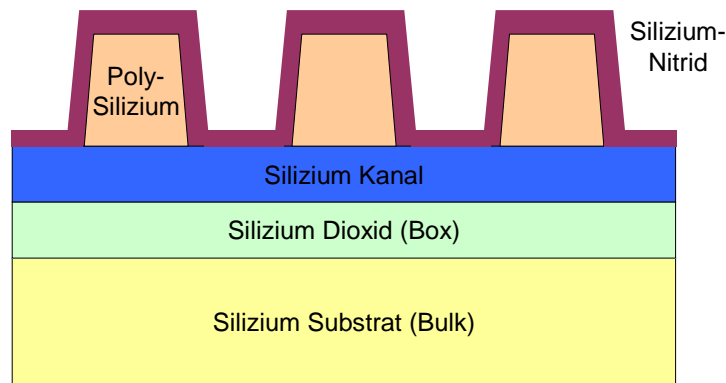 Silizium-
Nitrid
Poly-
Silizium
Silizium Kanal
Silizium Dioxid (Box)
Silizium Substrat (Bulk)